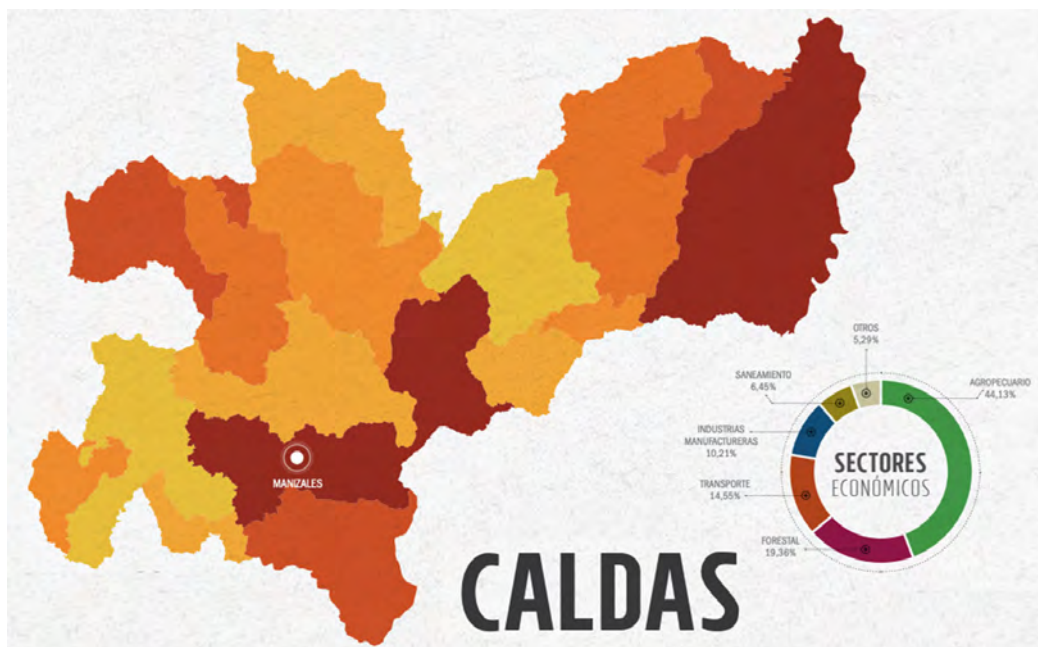 MANIZALES
CALDAS
SECTORES
ECONÓMICOS
OTROS
5,29%
SANEAMIENTO
6,45%
INDUSTRIAS
MANUFACTURERAS
10,21%
TRANSPORTE
14,55%
FORESTAL
19,36%
AGROPECUARIO
44,13%